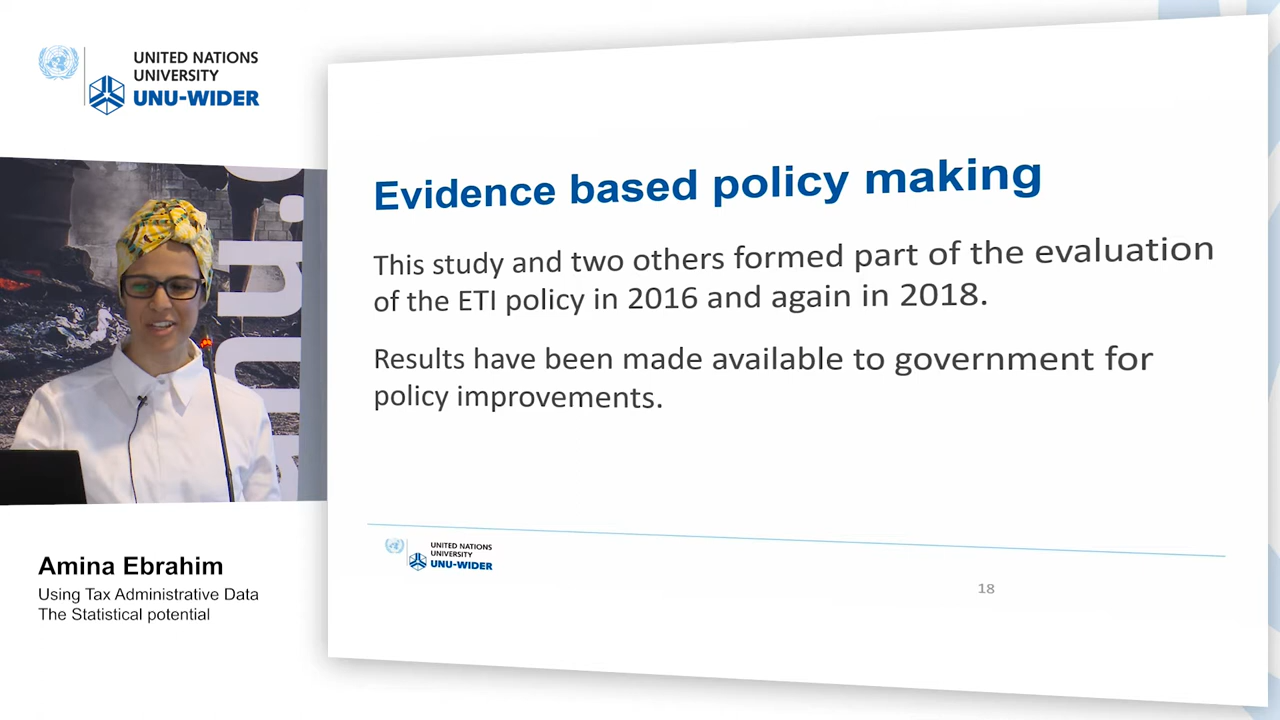 UNITED NATIONS
UNIVERSITY
UNU-WIDER
Evidence based policy making
This study and two others formed part of the evaluation
of the ETI policy in 2016 and again in 2018.
Results have been made available to government for
policy improvements.
UNITED NATIONS
UNIVERSITY
UNU-WIDER
18
Amina Ebrahim
Using Tax Administrative Data
The Statistical potential